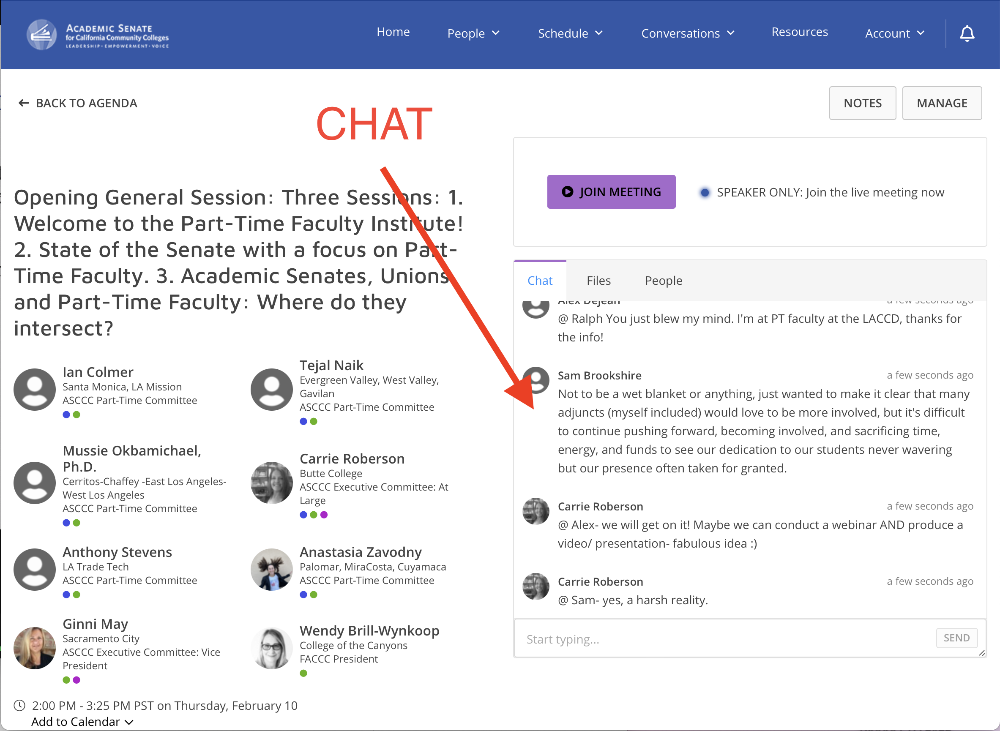 ACADEMIC SENATE
for California Community Colleges
LEADERSHIP • EMPOWERMENT • VOICE
Home
People
Schedule
Conversations
Resources
Account
BACK TO AGENDA
NOTES
MANAGE
CHAT
Opening General Session: Three Sessions: 1.
Welcome to the Part-Time Faculty Institute!
2. State of the Senate with a focus on Part-
Time Faculty. 3. Academic Senates, Unions
and Part-Time Faculty: Where do they
intersect?
Ian Colmer
Santa Monica, LA Mission
ASCCC Part-Time Committee
Tejal Naik
Evergreen Valley, West Valley,
Gavilan
ASCCC Part-Time Committee
Mussie Okbamichael,
Ph.D.
Cerritos-Chaffey -East Los Angeles-
West Los Angeles
ASCCC Part-Time Committee
Carrie Roberson
Butte College
ASCCC Executive Committee: At
Large
Anthony Stevens
LA Trade Tech
ASCCC Part-Time Committee
Anastasia Zavodny
Palomar, MiraCosta, Cuyamaca
ASCCC Part-Time Committee
Ginni May
Sacramento City
ASCCC Executive Committee: Vice
President
Wendy Brill-Wynkoop
College of the Canyons
FACCC President
2:00 PM - 3:25 PM PST on Thursday, February 10
Add to Calendar
JOIN MEETING
SPEAKER ONLY: Join the live meeting now
Chat
Files
People
Alex Dejean
a few seconds ago
@ Ralph You just blew my mind. I'm at PT faculty at the LACCD, thanks for
the info!
Sam Brookshire
a few seconds ago
Not to be a wet blanket or anything, just wanted to make it clear that many
adjuncts (myself included) would love to be more involved, but it's difficult
to continue pushing forward, becoming involved, and sacrificing time,
energy, and funds to see our dedication to our students never wavering
but our presence often taken for granted.
Carrie Roberson
a few seconds ago
@ Alex- we will get on it! Maybe we can conduct a webinar AND produce a
video/ presentation- fabulous idea :)
Carrie Roberson
a few seconds ago
@ Sam- yes, a harsh reality.
Start typing...
SEND